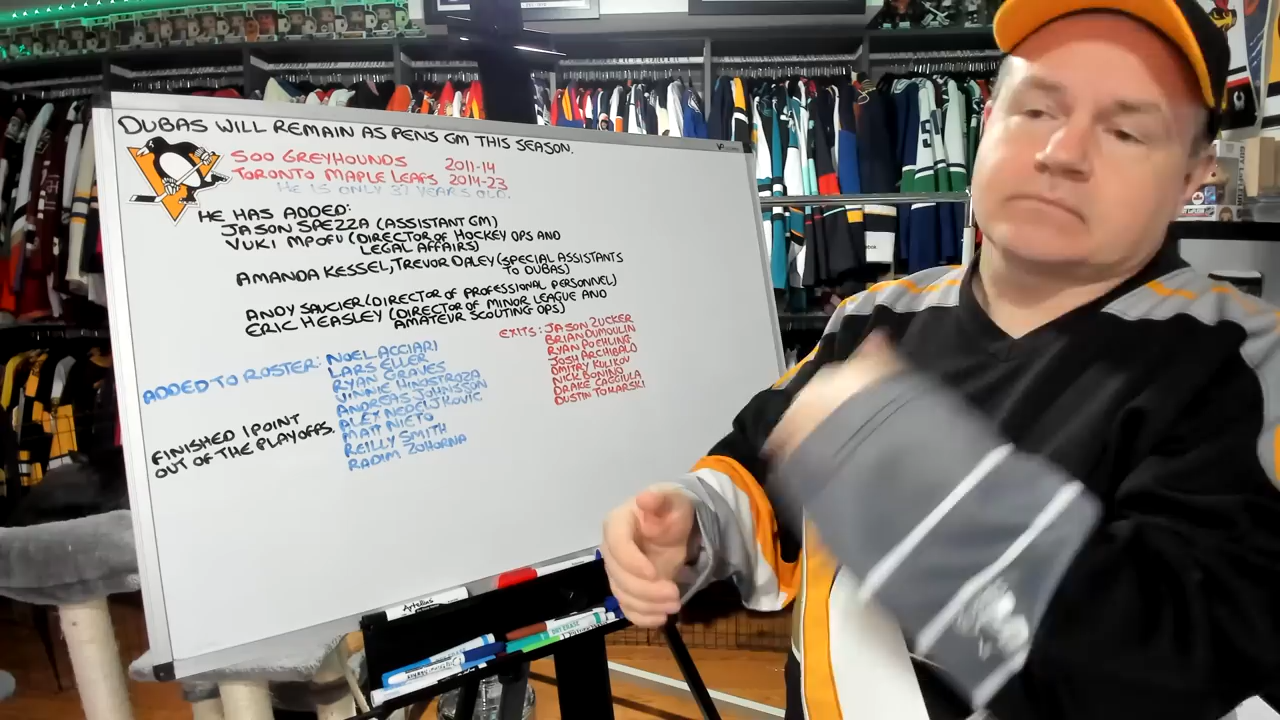 DUBAS WILL REMAIN AS PENS GM THIS SEASON.
SOO GREYHOUNDS 2011-14
TORONTO MAPLE LEAFS 2014-23
HE IS ONLY 37 YEARS OLD.
HE HAS ADDED:
JASON SPEZZA (ASSISTANT GM)
VUKI MPOFU (DIRECTOR OF HOCKEY OPS AND
LEGAL AFFAIRS)
AMANDA KESSEL, TREVOR DALEY (SPECIAL ASSISTANTS
TO DUBAS)
ANDY SAUCIER (DIRECTOR OF PROFESSIONAL PERSONNEL)
ERIC HEASLEY (DIRECTOR OF MINOR LEAGUE AND
AMATEUR SCOUTING OPS)
ADDED TO ROSTER: NOEL ACCIARI
LARS ELLER
RYAN GRAVES
VINNIE HINOSTROZA
ANDREAS JOHNSSON
ALEX NEDELJKOVIC
MATT NIETO
REILLY SMITH
RADIM ZOHORNA
EXITS: JASON ZUCKER
BRIAN DUMOULIN
RYAN POEHLING
JOSH ARCHIBALD
DMITRY KULIKOV
NICK BONINO
DRAKE CAGGIULA
DUSTIN TOKARSKI
FINISHED 1 POINT
OUT OF THE PLAYOFFS.